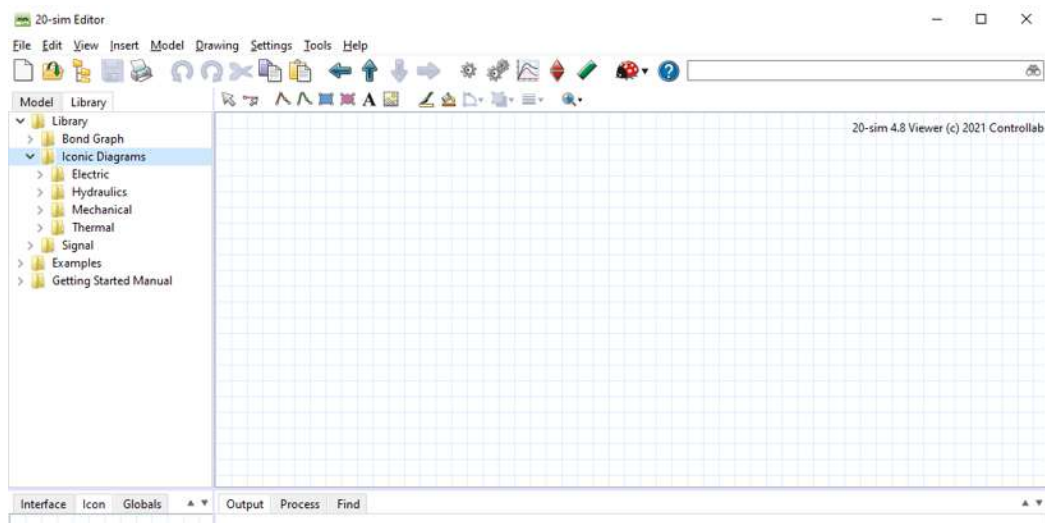 20-sim Editor
File Edit View Insert Model Drawing Settings Tools Help
A
Model Library
Library
Bond Graph
Iconic Diagrams
Electric
Hydraulics
Mechanical
Thermal
Signal
Examples
Getting Started Manual
20-sim 4.8 Viewer (c) 2021 Controllab
Interface Icon Globals
Output Process Find